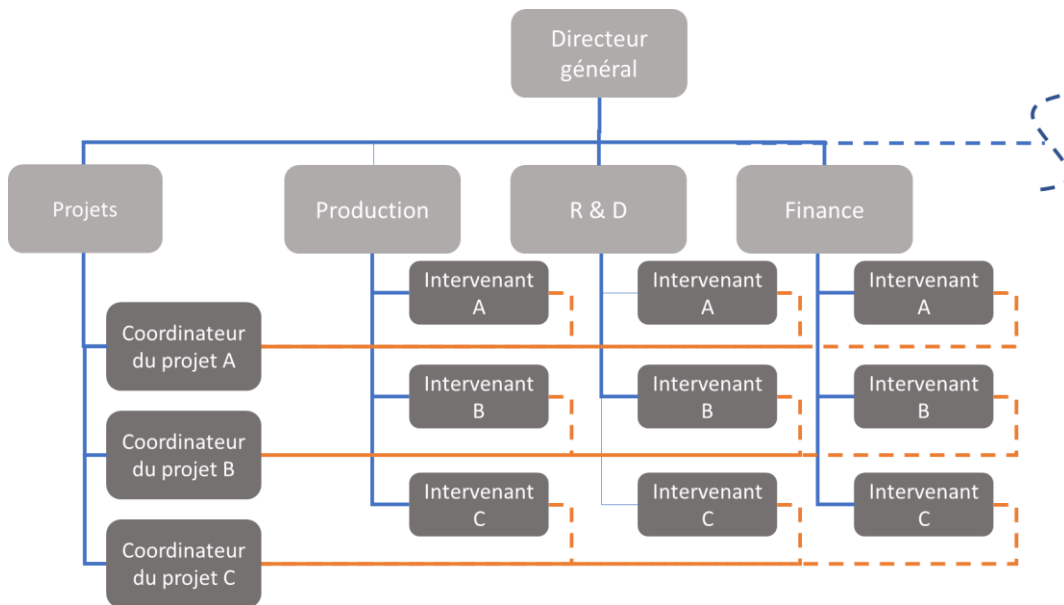 Directeur
général
Projets
Production
R & D
Finance
Intervenant
A
Intervenant
A
Intervenant
A
Coordinateur
du projet A
Intervenant
B
Intervenant
B
Intervenant
B
Coordinateur
du projet B
Intervenant
C
Intervenant
C
Intervenant
C
Coordinateur
du projet C